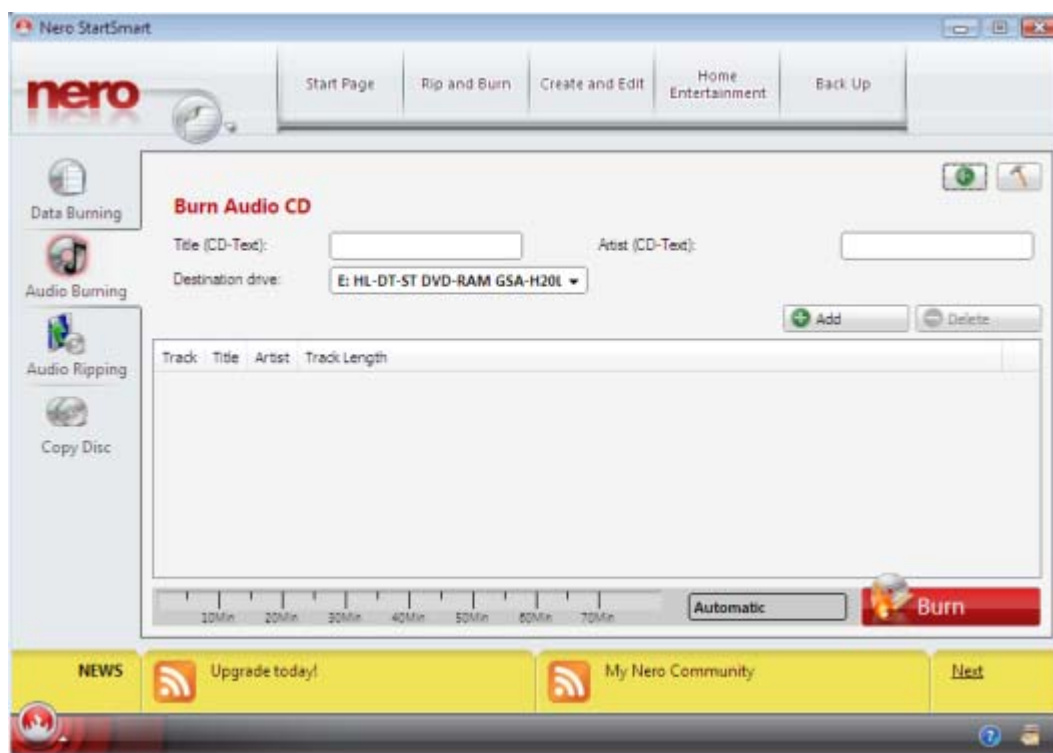 Nero StartSmart
nero
Start Page
Rip and Burn
Create and Edit
Home
Entertainment
Back Up
Data Burning
Audio Burning
Audio Ripping
Copy Disc
Burn Audio CD
Title (CD-Text):
Artist (CD-Text):
Destination drive:
E: HL-DT-ST DVD-RAM GSA-H20L
Add
Delete
Track Title Artist Track Length
10Min 20Min 30Min 40Min 50Min 60Min 70Min
Automatic
Burn
NEWS
Upgrade today!
My Nero Community
Next